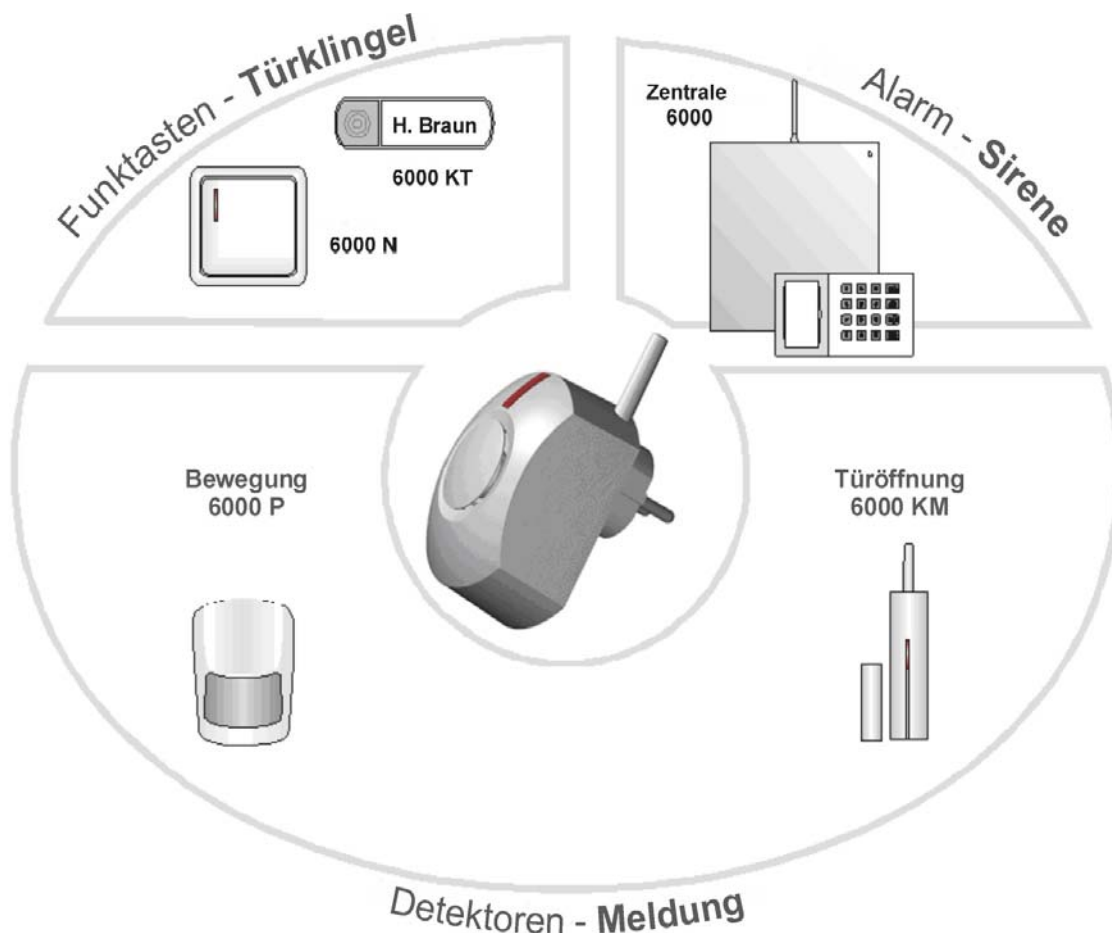 Funktasten - Türklingel
H. Braun
6000 KT
6000 N
Alarm - Sirene
Zentrale
6000
Bewegung
6000 P
Türöffnung
6000 KM
Detektoren - Meldung